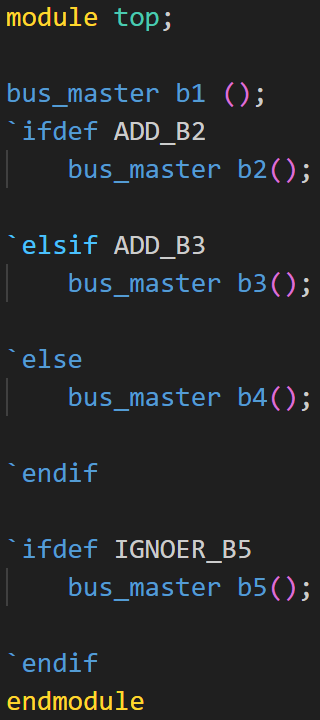 module top;
bus_master b1 ();
`ifdef ADD_B2
bus_master b2();
`elsif ADD_B3
bus_master b3();
`else
bus_master b4();
`endif
`ifdef IGNOER_B5
bus_master b5();
`endif
endmodule